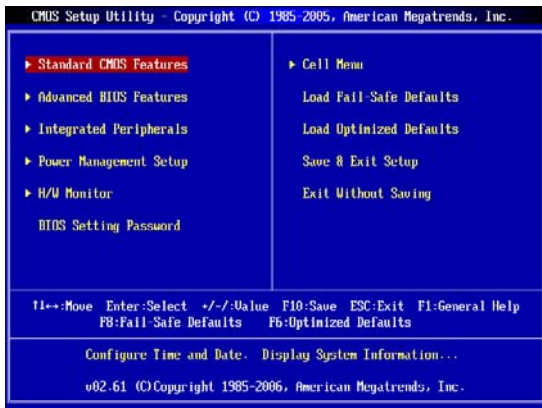 CMOS Setup Utility - Copyright (C) 1985-2005, American Megatrends, Inc.
▶ Standard CMOS Features
▶ Advanced BIOS Features
▶ Integrated Peripherals
▶ Power Management Setup
▶ H/W Monitor
BIOS Setting Password
▶ Cell Menu
Load Fail-Safe Defaults
Load Optimized Defaults
Save & Exit Setup
Exit Without Saving
↑↓←→:Move Enter:Select +/-/:Value F10:Save ESC:Exit F1:General Help
F8:Fail-Safe Defaults F6:Optimized Defaults
Configure Time and Date. Display System Information...
v02.61 (C)Copyright 1985-2006, American Megatrends, Inc.